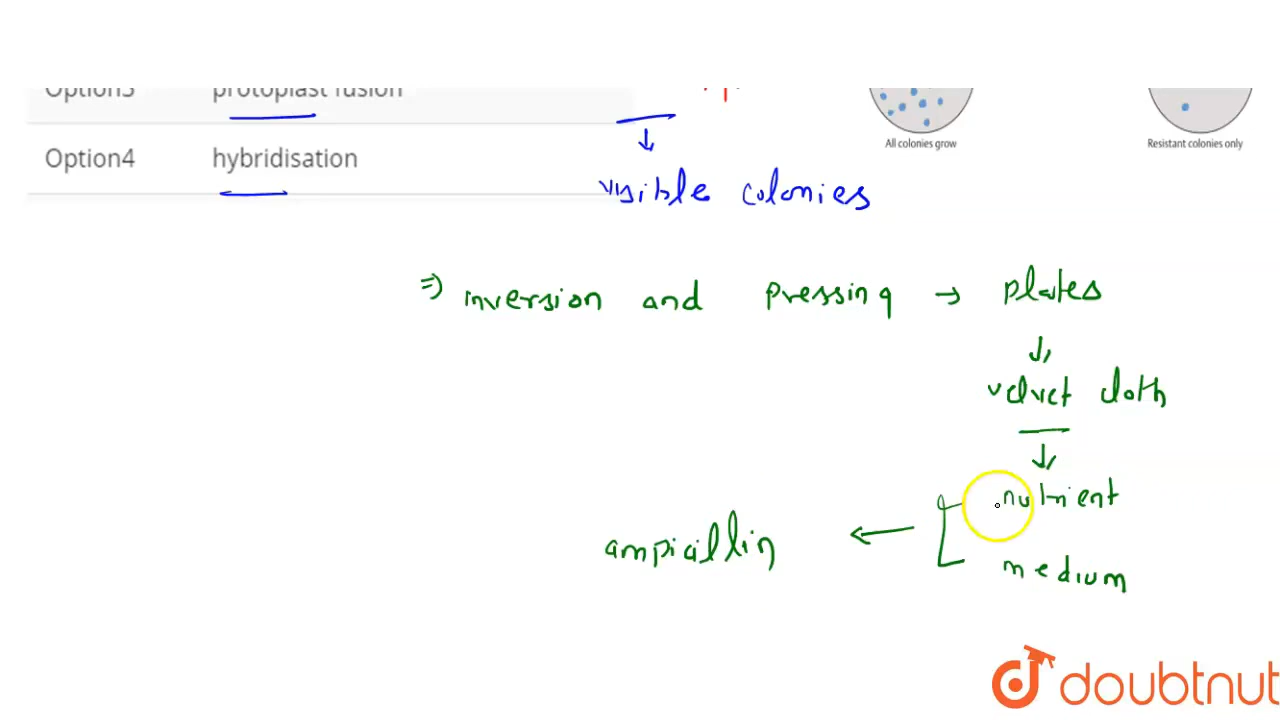 Option3 protoplast fusion
All colonies grow
Resistant colonies only
Option4 hybridisation
visible colonies
⇒ inversion and pressing → plates
↓
velvet cloth
↓
nutrient
ampicillin ←
medium
doubtnut